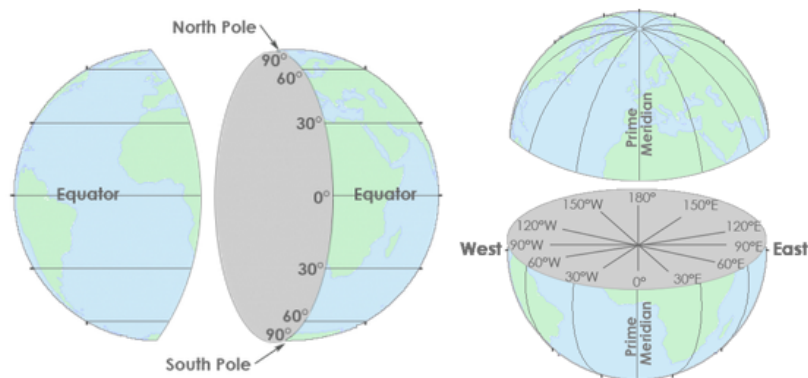 North Pole
90°
60°
30°
Equator
0°
Equator
30°
60°
90°
South Pole
Prime
Meridian
180°
150°W
150°E
120°W
120°E
West
90°W
90°E
East
60°W
60°E
30°W
0°
30°E
Prime
Meridian